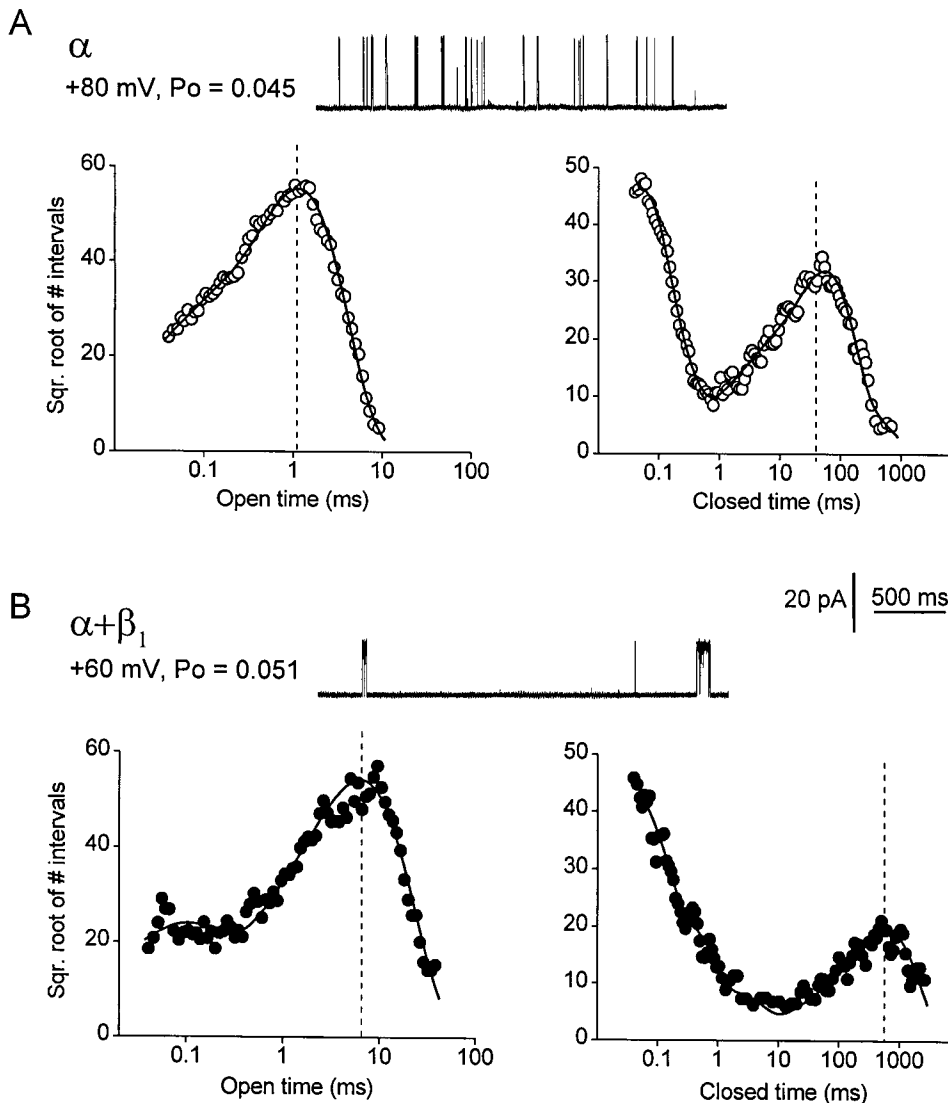 A
α
+80 mV, Po = 0.045
60
40
20
0
Sqr. root of # intervals
0.1 1 10 100
Open time (ms)
50
40
30
20
10
0
0.1 1 10 100 1000
Closed time (ms)
B
α+β₁
+60 mV, Po = 0.051
20 pA 500 ms
60
40
20
0
Sqr. root of # intervals
0.1 1 10 100
Open time (ms)
50
40
30
20
10
0
0.1 1 10 100 1000
Closed time (ms)